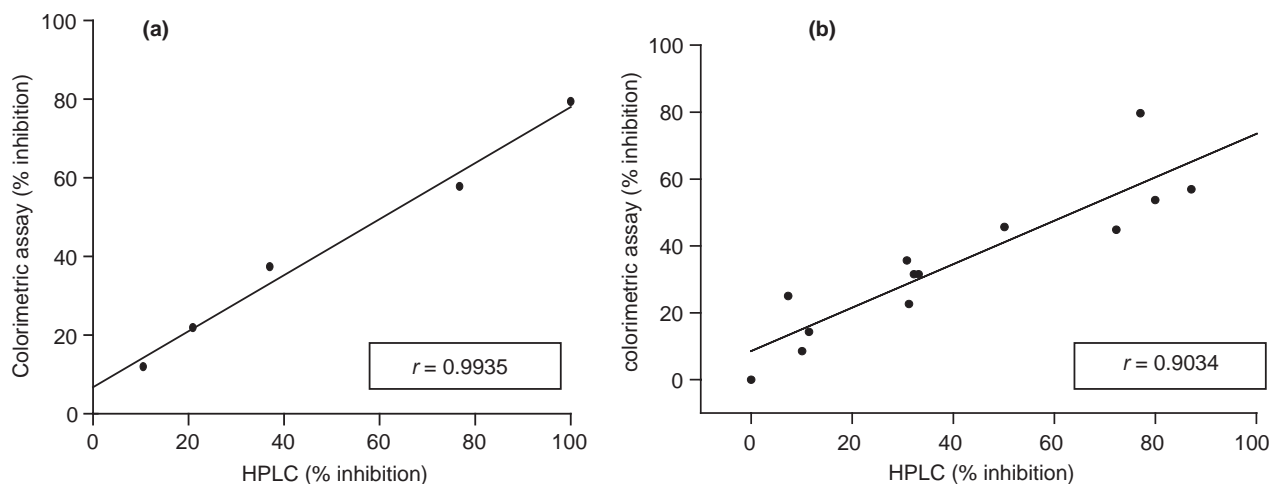 (a)
Colorimetric assay (% inhibition)
100
80
60
40
20
0
0 20 40 60 80 100
HPLC (% inhibition)
r = 0.9935
(b)
colorimetric assay (% inhibition)
100
80
60
40
20
0
0 20 40 60 80 100
HPLC (% inhibition)
r = 0.9034